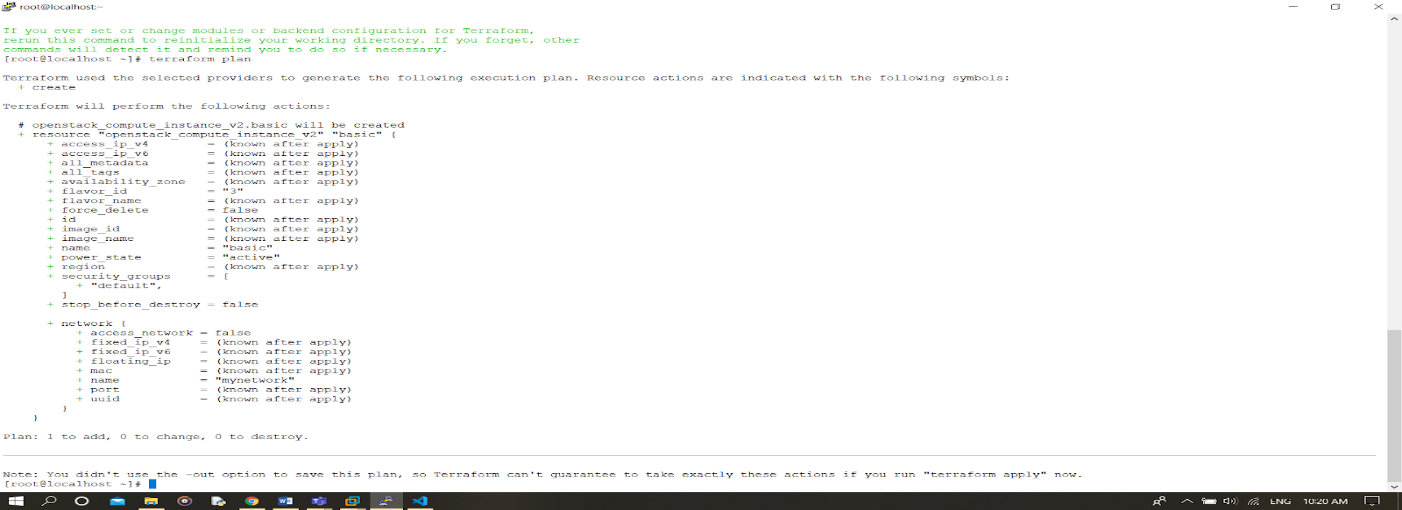 root@localhost:~
If you ever set or change modules or backend configuration for Terraform,
rerun this command to reinitialize your working directory. If you forget, other
commands will detect it and remind you to do so if necessary.
[root@localhost ~]# terraform plan
Terraform used the selected providers to generate the following execution plan. Resource actions are indicated with the following symbols:
+ create
Terraform will perform the following actions:
# openstack_compute_instance_v2.basic will be created
+ resource "openstack_compute_instance_v2" "basic" {
+ access_ip_v4 = (known after apply)
+ access_ip_v6 = (known after apply)
+ all_metadata = (known after apply)
+ all_tags = (known after apply)
+ availability_zone = (known after apply)
+ flavor_id = "3"
+ flavor_name = (known after apply)
+ force_delete = false
+ id = (known after apply)
+ image_id = (known after apply)
+ image_name = (known after apply)
+ name = "basic"
+ power_state = "active"
+ region = (known after apply)
+ security_groups = [
+ "default",
]
+ stop_before_destroy = false
+ network {
+ access_network = false
+ fixed_ip_v4 = (known after apply)
+ fixed_ip_v6 = (known after apply)
+ floating_ip = (known after apply)
+ mac = (known after apply)
+ name = "mynetwork"
+ port = (known after apply)
+ uuid = (known after apply)
}
}
Plan: 1 to add, 0 to change, 0 to destroy.
Note: You didn't use the -out option to save this plan, so Terraform can't guarantee to take exactly these actions if you run "terraform apply" now.
[root@localhost ~]#
ENG 10:20 AM